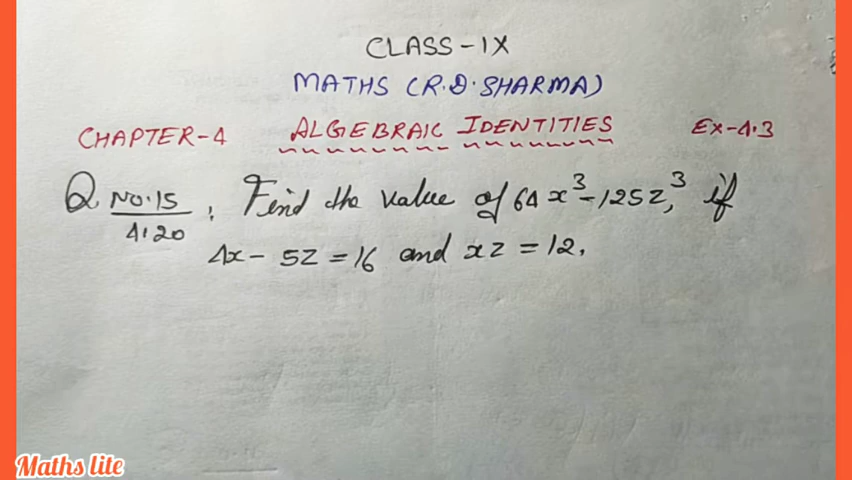 CLASS-IX
MATHS (R.D.SHARMA)
CHAPTER-4 ALGEBRAIC IDENTITIES Ex-4.3
Q. No.15/4.20 : Find the value of 64x³-125z³, if
4x - 5z = 16 and xz = 12.
Maths lite